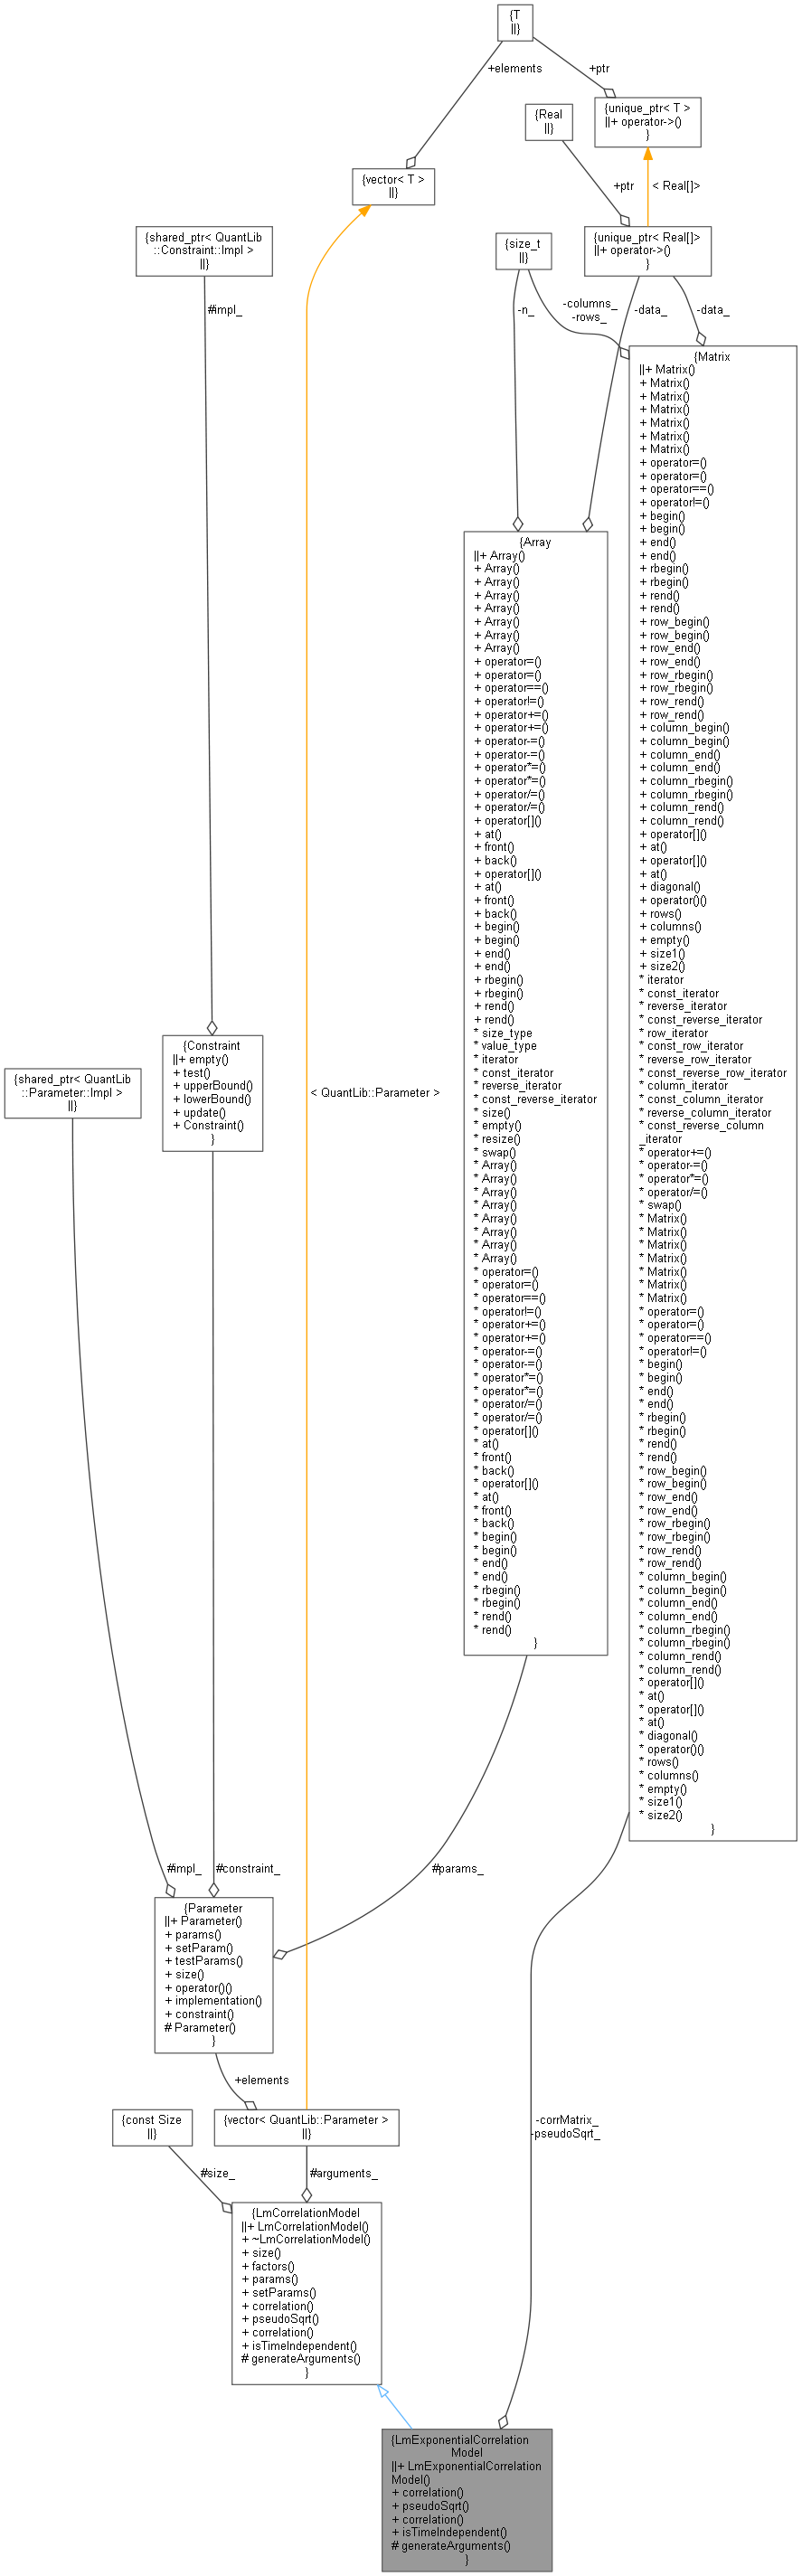 {T
||}
+elements
+ptr
{unique_ptr< T >
||+ operator->()
}
{Real
||}
{vector< T >
||}
+ptr
< Real[]>
{shared_ptr< QuantLib
::Constraint::Impl >
||}
{size_t
||}
{unique_ptr< Real[]>
||+ operator->()
}
#impl_
-n_
-columns_
-rows_
-data_
-data_
{Matrix
||+ Matrix()
+ Matrix()
+ Matrix()
+ Matrix()
+ Matrix()
+ Matrix()
+ Matrix()
+ operator=()
+ operator=()
+ operator==()
+ operator!=()
+ begin()
+ begin()
+ end()
+ end()
+ rbegin()
+ rbegin()
+ rend()
+ rend()
+ row_begin()
+ row_begin()
+ row_end()
+ row_end()
+ row_rbegin()
+ row_rbegin()
+ row_rend()
+ row_rend()
+ column_begin()
+ column_begin()
+ column_end()
+ column_end()
+ column_rbegin()
+ column_rbegin()
+ column_rend()
+ column_rend()
+ operator[]()
+ at()
+ operator[]()
+ at()
+ diagonal()
+ operator()()
+ rows()
+ columns()
+ empty()
+ size1()
+ size2()
* iterator
* const_iterator
* reverse_iterator
* const_reverse_iterator
* row_iterator
* const_row_iterator
* reverse_row_iterator
* const_reverse_row_iterator
* column_iterator
* const_column_iterator
* reverse_column_iterator
* const_reverse_column
_iterator
* operator+=()
* operator-=()
* operator*=()
* operator/=()
* swap()
* Matrix()
* Matrix()
* Matrix()
* Matrix()
* Matrix()
* Matrix()
* Matrix()
* operator=()
* operator=()
* operator==()
* operator!=()
* begin()
* begin()
* end()
* end()
* rbegin()
* rbegin()
* rend()
* rend()
* row_begin()
* row_begin()
* row_end()
* row_end()
* row_rbegin()
* row_rbegin()
* row_rend()
* row_rend()
* column_begin()
* column_begin()
* column_end()
* column_end()
* column_rbegin()
* column_rbegin()
* column_rend()
* column_rend()
* operator[]()
* at()
* operator[]()
* at()
* diagonal()
* operator()()
* rows()
* columns()
* empty()
* size1()
* size2()
}
{Array
||+ Array()
+ Array()
+ Array()
+ Array()
+ Array()
+ Array()
+ Array()
+ Array()
+ operator=()
+ operator=()
+ operator==()
+ operator!=()
+ operator+=()
+ operator+=()
+ operator-=()
+ operator-=()
+ operator*=()
+ operator*=()
+ operator/=()
+ operator/=()
+ operator[]()
+ at()
+ front()
+ back()
+ operator[]()
+ at()
+ front()
+ back()
+ begin()
+ begin()
+ end()
+ end()
+ rbegin()
+ rbegin()
+ rend()
+ rend()
* size_type
* value_type
* iterator
* const_iterator
* reverse_iterator
* const_reverse_iterator
* size()
* empty()
* resize()
* swap()
* Array()
* Array()
* Array()
* Array()
* Array()
* Array()
* Array()
* Array()
* operator=()
* operator=()
* operator==()
* operator!=()
* operator+=()
* operator+=()
* operator-=()
* operator-=()
* operator*=()
* operator*=()
* operator/=()
* operator/=()
* operator[]()
* at()
* front()
* back()
* operator[]()
* at()
* front()
* back()
* begin()
* begin()
* end()
* end()
* rbegin()
* rbegin()
* rend()
* rend()
}
{Constraint
||+ empty()
+ test()
+ upperBound()
+ lowerBound()
+ update()
+ Constraint()
}
{shared_ptr< QuantLib
::Parameter::Impl >
||}
< QuantLib::Parameter >
#impl_
#constraint_
#params_
{Parameter
||+ Parameter()
+ params()
+ setParam()
+ testParams()
+ size()
+ operator()()
+ implementation()
+ constraint()
# Parameter()
}
+elements
{const Size
||}
{vector< QuantLib::Parameter >
||}
-corrMatrix_
-pseudoSqrt_
#size_
#arguments_
{LmCorrelationModel
||+ LmCorrelationModel()
+ ~LmCorrelationModel()
+ size()
+ factors()
+ params()
+ setParams()
+ correlation()
+ pseudoSqrt()
+ correlation()
+ isTimeIndependent()
# generateArguments()
}
{LmExponentialCorrelation
Model
||+ LmExponentialCorrelation
Model()
+ correlation()
+ pseudoSqrt()
+ correlation()
+ isTimeIndependent()
# generateArguments()
}